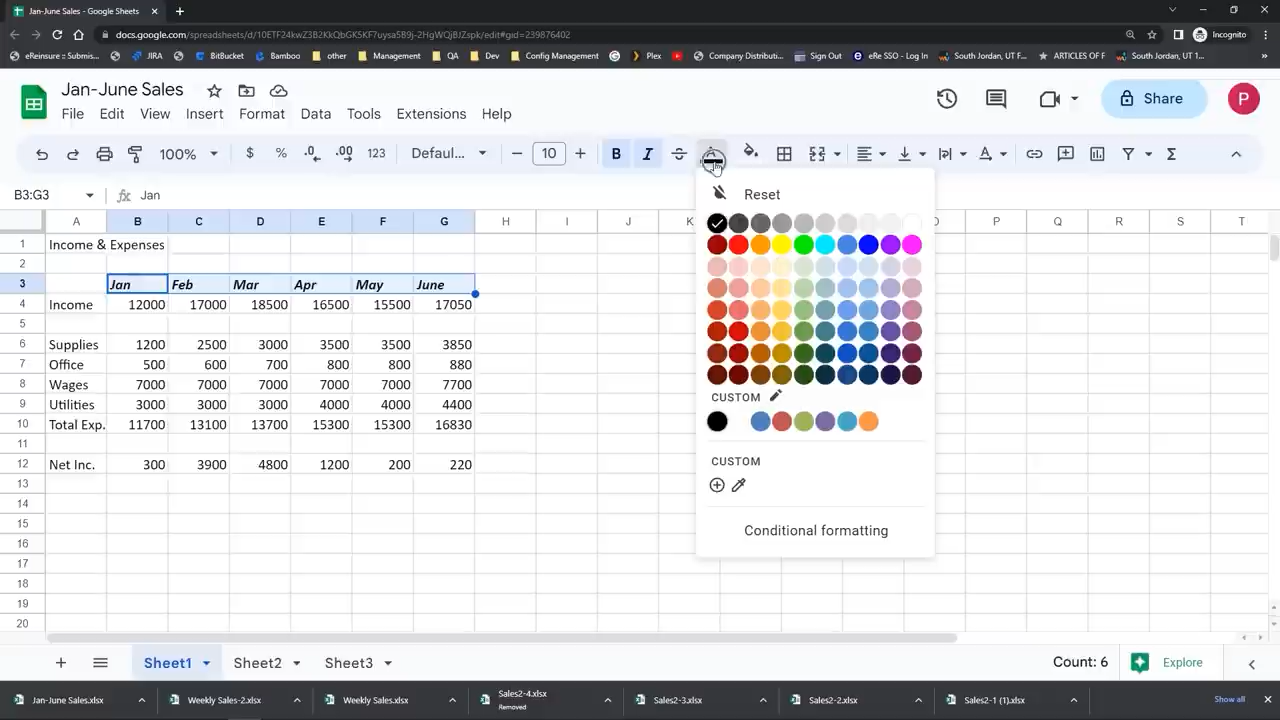 Jan-June Sales - Google Sheets
docs.google.com/spreadsheets/d/10ETF24kwZ3B2KkQbGK5KF7uysa5B9j-2HgWQjBJZspk/edit#gid=239876402 Incognito
eReinsure :: Submis... JIRA BitBucket Bamboo other Management QA Dev Config Management Plex Company Distributi... Sign Out eRe SSO - Log In South Jordan, UT F... ARTICLES OF F South Jordan, UT 1...
Jan-June Sales
File Edit View Insert Format Data Tools Extensions Help
Share P
100% $ % .0 .00 123 Defaul... 10 B I
B3:G3 fx Jan
A B C D E F G H I J K O P Q R S T
1 Income & Expenses
2
3 Jan Feb Mar Apr May June
4 Income 12000 17000 18500 16500 15500 17050
5
6 Supplies 1200 2500 3000 3500 3500 3850
7 Office 500 600 700 800 800 880
8 Wages 7000 7000 7000 7000 7000 7700
9 Utilities 3000 3000 3000 4000 4000 4400
10 Total Exp. 11700 13100 13700 15300 15300 16830
11
12 Net Inc. 300 3900 4800 1200 200 220
13
14
15
16
17
18
19
20
Reset
CUSTOM
CUSTOM
Conditional formatting
Sheet1 Sheet2 Sheet3 Count: 6 Explore
Jan-June Sales.xlsx Weekly Sales-2.xlsx Weekly Sales.xlsx Sales2-4.xlsx Sales2-3.xlsx Sales2-2.xlsx Sales2-1 (1).xlsx Show all
Removed